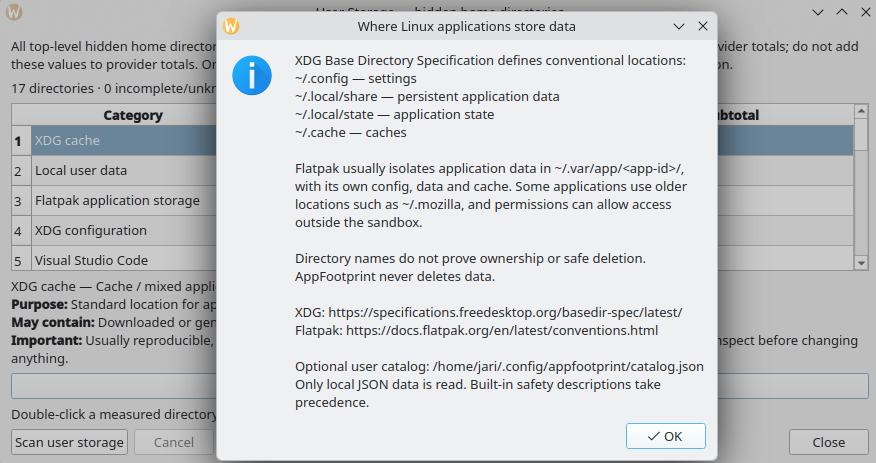 Where Linux applications store data
All top-level hidden home director
vider totals; do not add
these values to provider totals. Or
on.
17 directories · 0 incomplete/unkr
Category
btotal
1 XDG cache
2 Local user data
3 Flatpak application storage
4 XDG configuration
5 Visual Studio Code
XDG Base Directory Specification defines conventional locations:
~/.config — settings
~/.local/share — persistent application data
~/.local/state — application state
~/.cache — caches
Flatpak usually isolates application data in ~/.var/app/<app-id>/,
with its own config, data and cache. Some applications use older
locations such as ~/.mozilla, and permissions can allow access
outside the sandbox.
Directory names do not prove ownership or safe deletion.
AppFootprint never deletes data.
XDG: https://specifications.freedesktop.org/basedir-spec/latest/
Flatpak: https://docs.flatpak.org/en/latest/conventions.html
Optional user catalog: /home/jari/.config/appfootprint/catalog.json
Only local JSON data is read. Built-in safety descriptions take
precedence.
OK
XDG cache — Cache / mixed applic
Purpose: Standard location for ap
May contain: Downloaded or gen
Important: Usually reproducible,
nspect before changing
anything.
Double-click a measured directory
Scan user storage
Cancel
Close